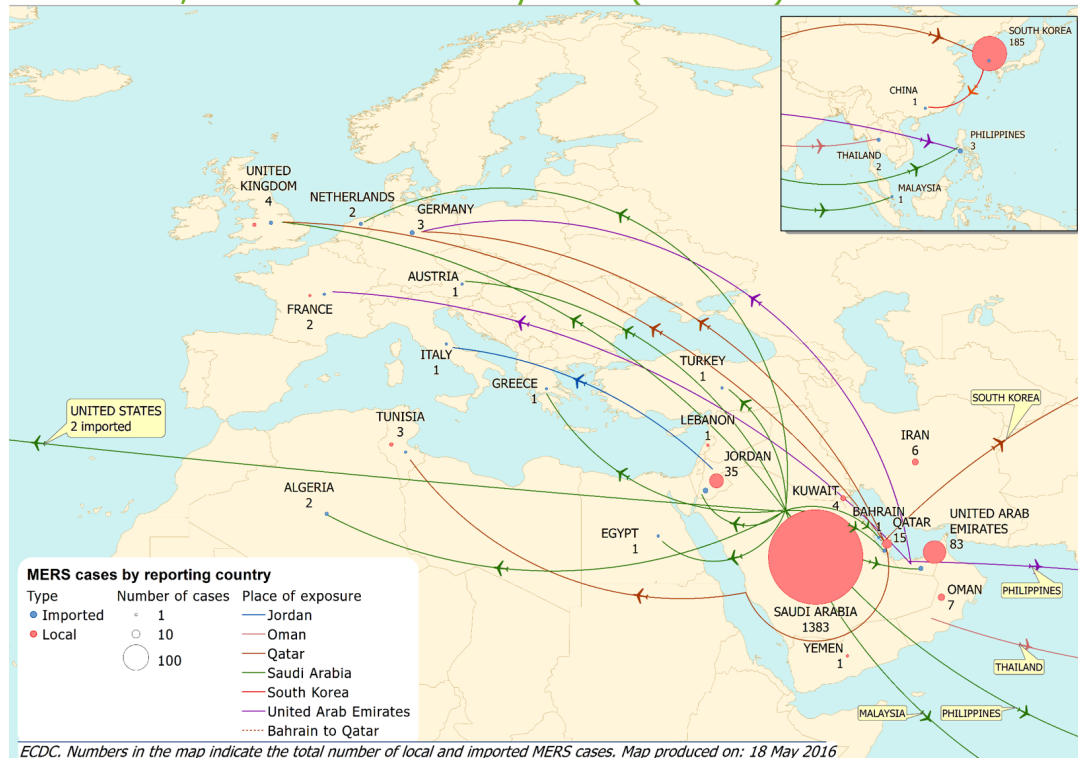 SOUTH KOREA
185
CHINA
1
PHILIPPINES
3
THAILAND
2
MALAYSIA
1
UNITED
KINGDOM
4
NETHERLANDS
2
GERMANY
3
AUSTRIA
1
FRANCE
2
ITALY
1
GREECE
1
TURKEY
1
UNITED STATES
2 imported
TUNISIA
3
LEBANON
1
JORDAN
35
SOUTH KOREA
IRAN
6
ALGERIA
2
KUWAIT
4
BAHRAIN
1
QATAR
15
UNITED ARAB
EMIRATES
83
EGYPT
1
PHILIPPINES
OMAN
7
SAUDI ARABIA
1383
YEMEN
1
THAILAND
MALAYSIA
PHILIPPINES
MERS cases by reporting country
Type
Imported
Local
Number of cases
1
10
100
Place of exposure
Jordan
Oman
Qatar
Saudi Arabia
South Korea
United Arab Emirates
Bahrain to Qatar
ECDC. Numbers in the map indicate the total number of local and imported MERS cases. Map produced on: 18 May 2016